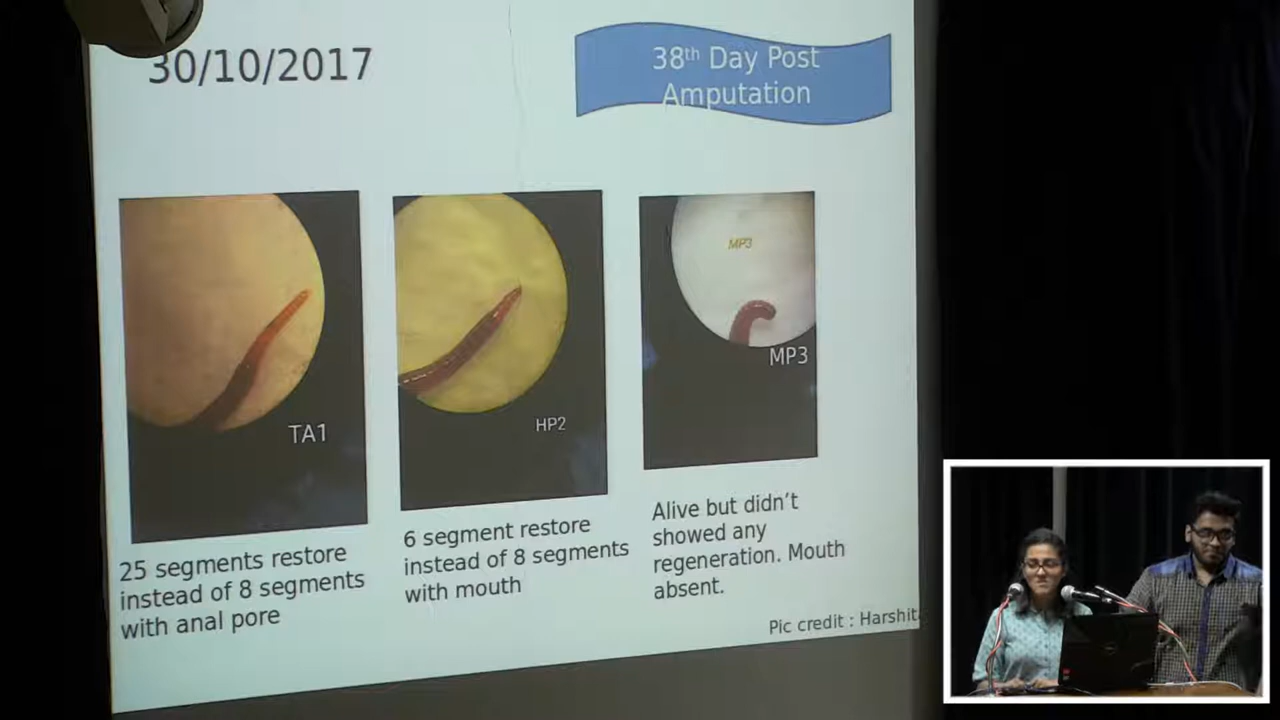 30/10/2017
38th Day Post
Amputation
TA1
HP2
MP3
MP3
25 segments restore
instead of 8 segments
with anal pore
6 segment restore
instead of 8 segments
with mouth
Alive but didn't
showed any
regeneration. Mouth
absent.
Pic credit : Harshit